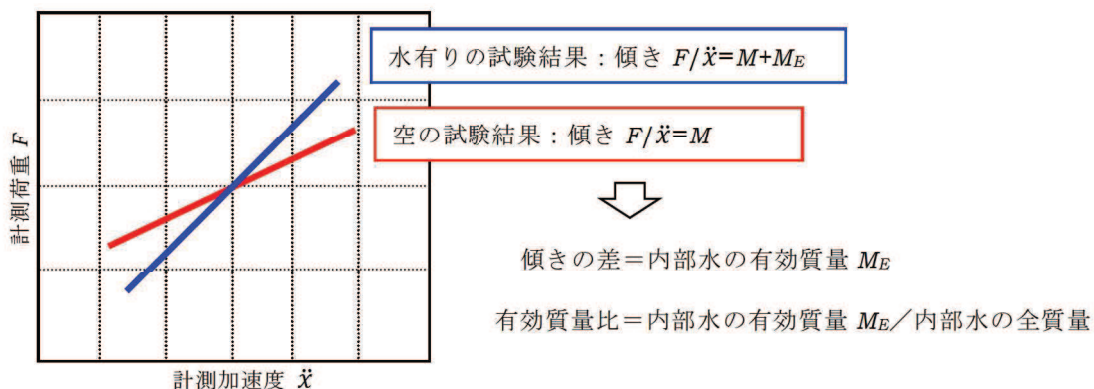 水有りの試験結果：傾き F/ẍ=M+M_E
空の試験結果：傾き F/ẍ=M
計測荷重 F
傾きの差＝内部水の有効質量 M_E
有効質量比＝内部水の有効質量 M_E／内部水の全質量
計測加速度 ẍ